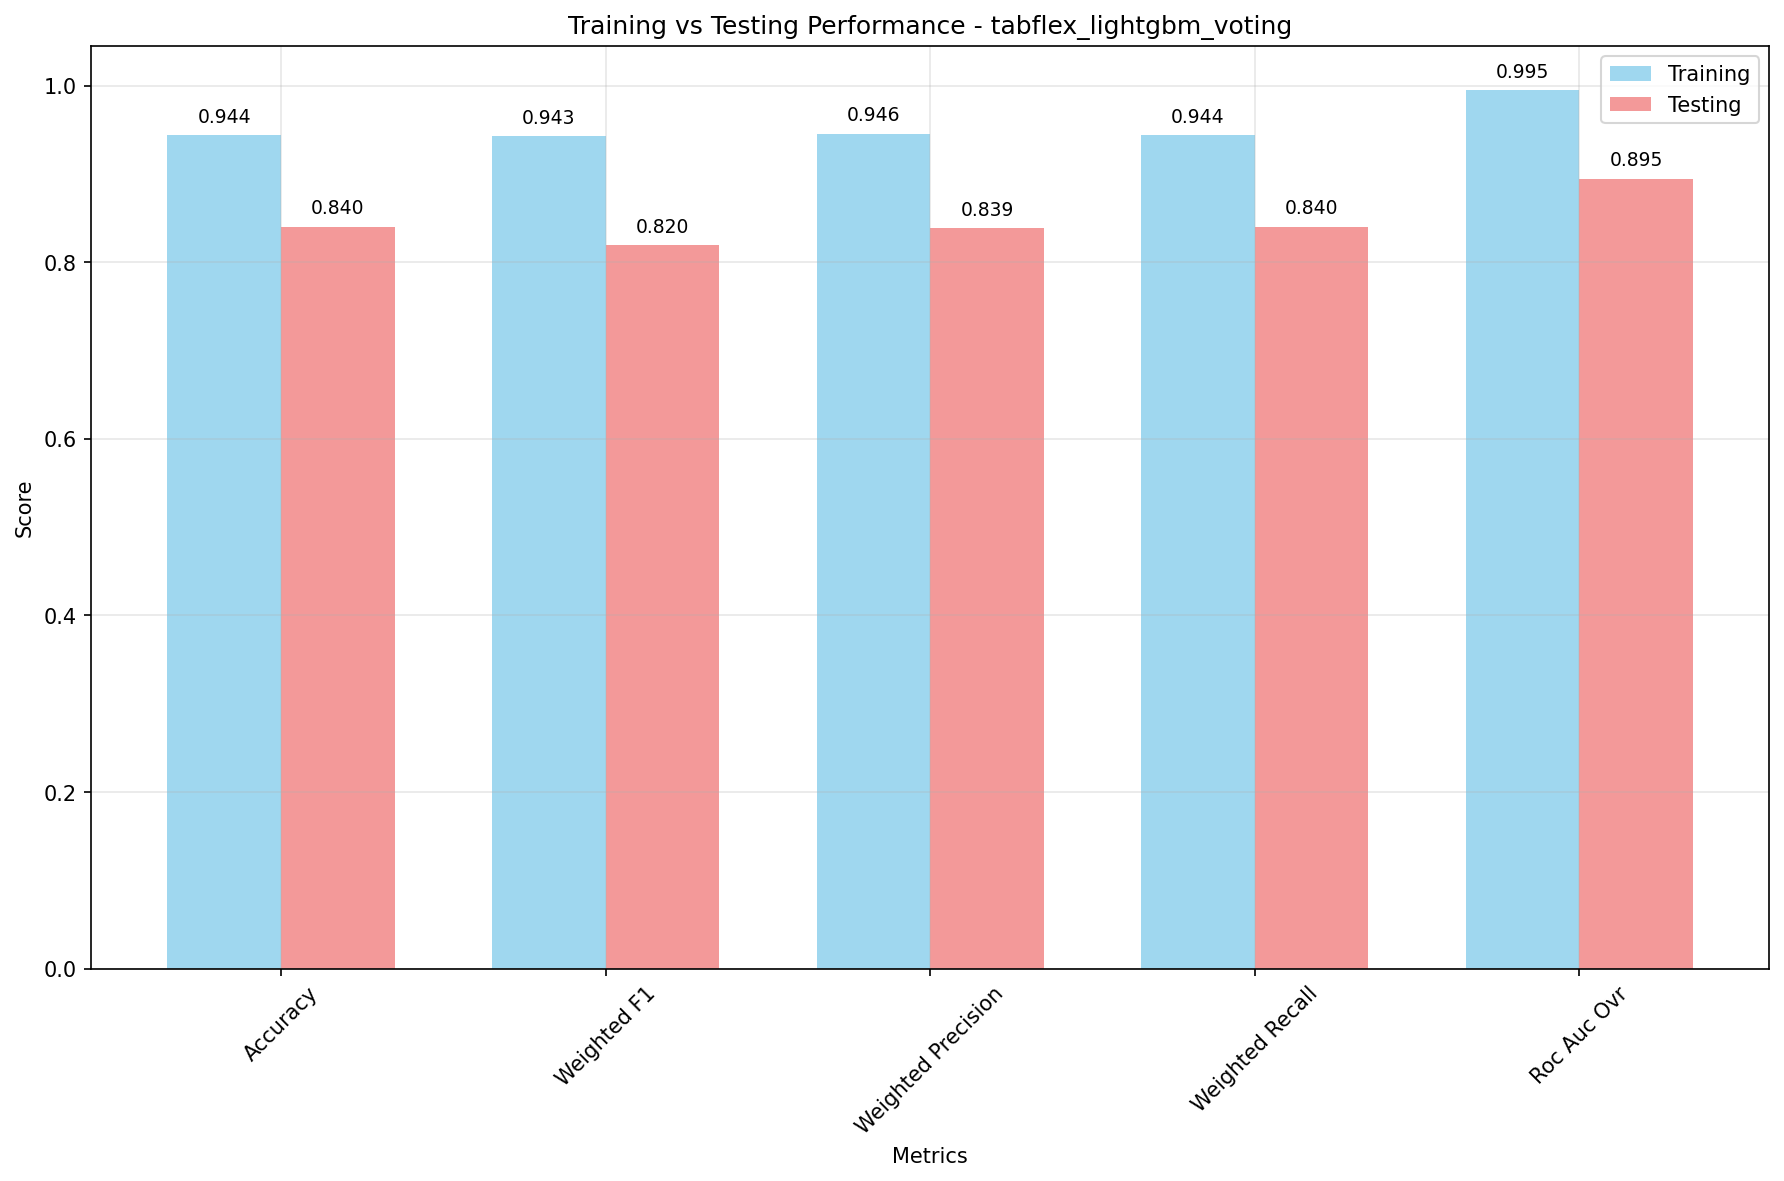 Training vs Testing Performance - tabflex_lightgbm_voting
Training
Testing
1.0
0.8
0.6
0.4
0.2
0.0
Score
0.944
0.840
0.943
0.820
0.946
0.839
0.944
0.840
0.995
0.895
Accuracy
Weighted F1
Weighted Precision
Weighted Recall
Roc Auc Ovr
Metrics